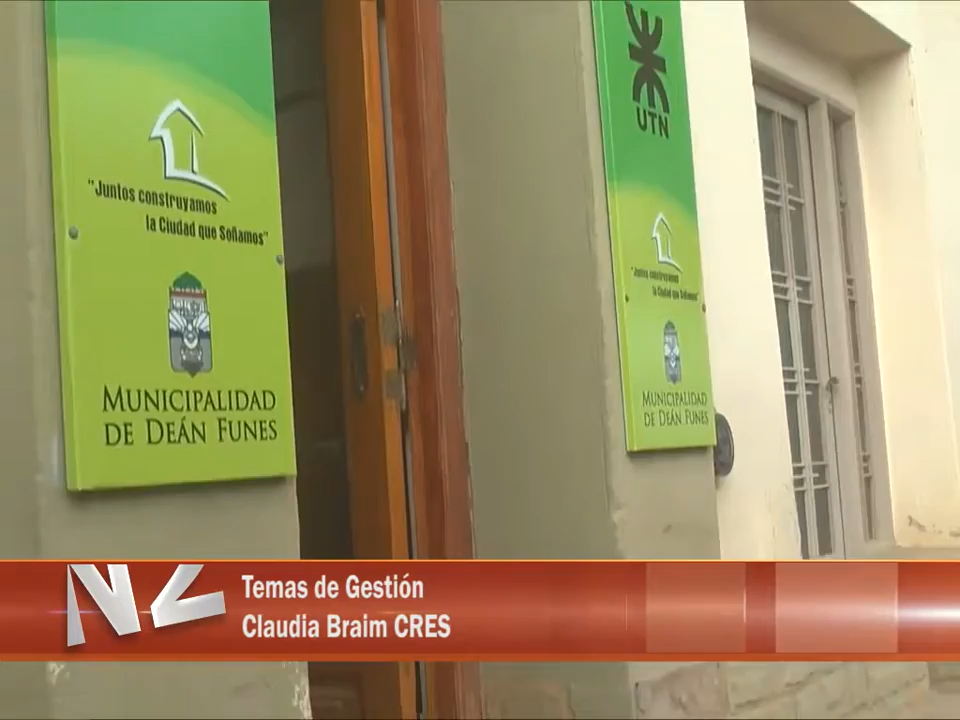 "Juntos construyamos
la Ciudad que Soñamos"
MUNICIPALIDAD
DE DEÁN FUNES
UTN
"Juntos construyamos
la Ciudad que Soñamos"
MUNICIPALIDAD
DE DEÁN FUNES
N2
Temas de Gestión
Claudia Braim CRES